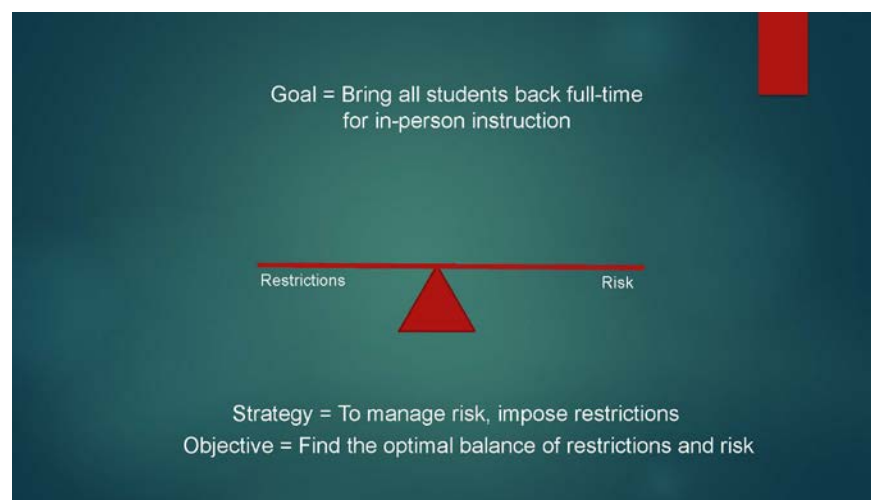 Goal = Bring all students back full-time
for in-person instruction
Restrictions
Risk
Strategy = To manage risk, impose restrictions
Objective = Find the optimal balance of restrictions and risk